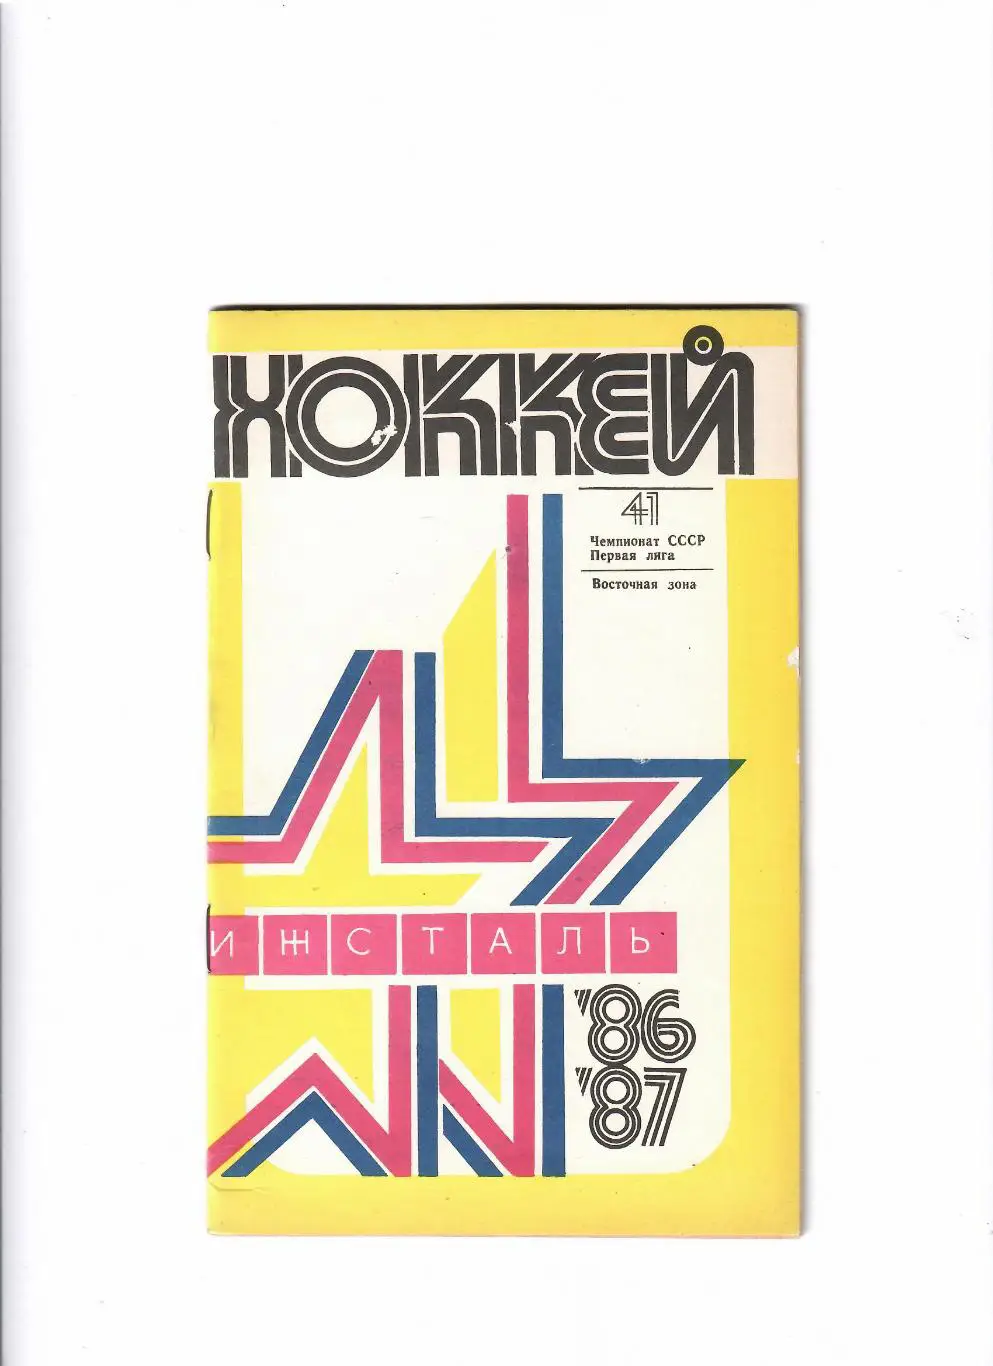 ХОККЕЙ
41
Чемпионат СССР
Первая лига
Восточная зона
ИЖСТАЛЬ
'86
'87